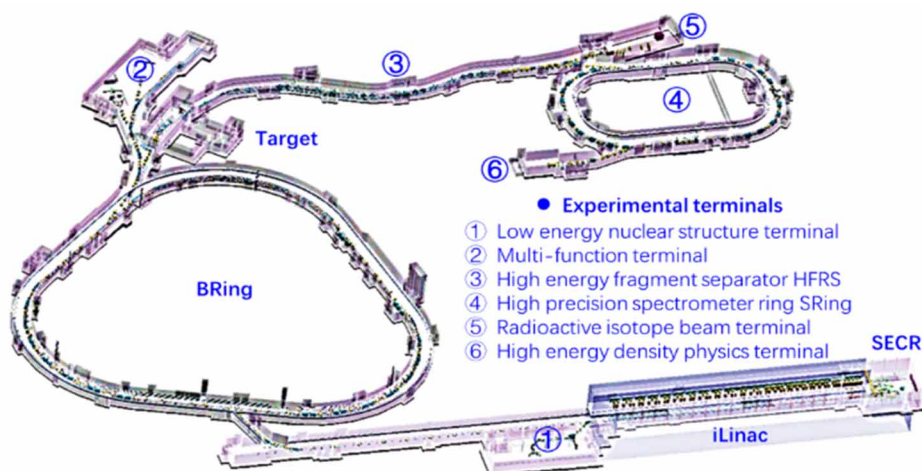 ⑤
②
③
④
Target
⑥
● Experimental terminals
① Low energy nuclear structure terminal
② Multi-function terminal
③ High energy fragment separator HFRS
④ High precision spectrometer ring SRing
⑤ Radioactive isotope beam terminal
⑥ High energy density physics terminal
BRing
SECR
①
iLinac